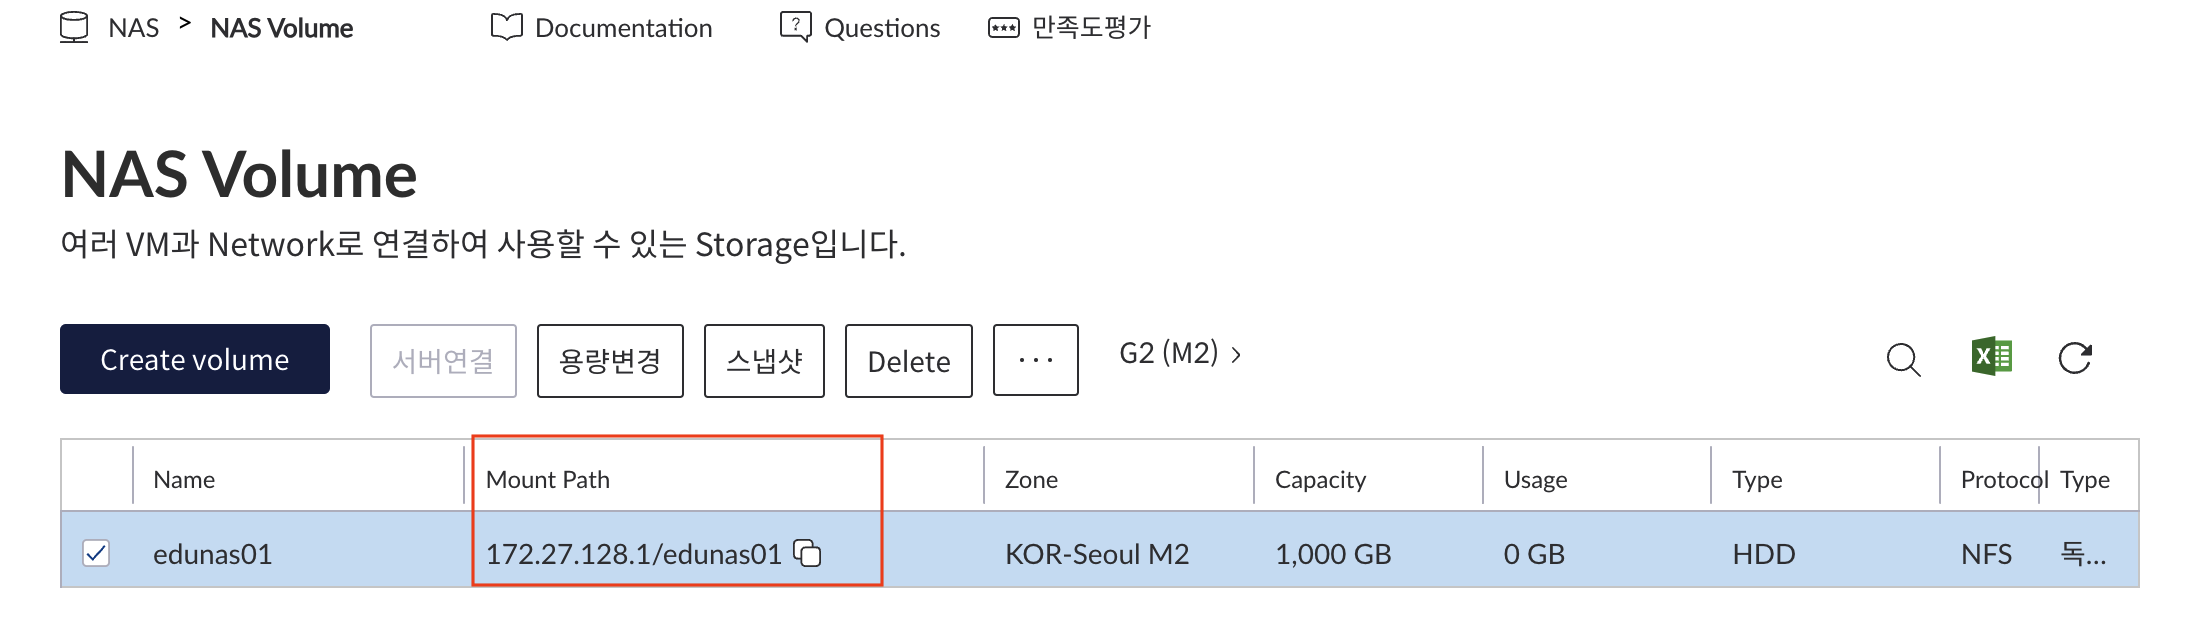 NAS > NAS Volume Documentation ? Questions 만족도평가
NAS Volume
여러 VM과 Network로 연결하여 사용할 수 있는 Storage입니다.
Create volume 서버연결 용량변경 스냅샷 Delete ... G2 (M2) >
Name Mount Path Zone Capacity Usage Type Protocol Type
edunas01 172.27.128.1/edunas01 KOR-Seoul M2 1,000 GB 0 GB HDD NFS 독...